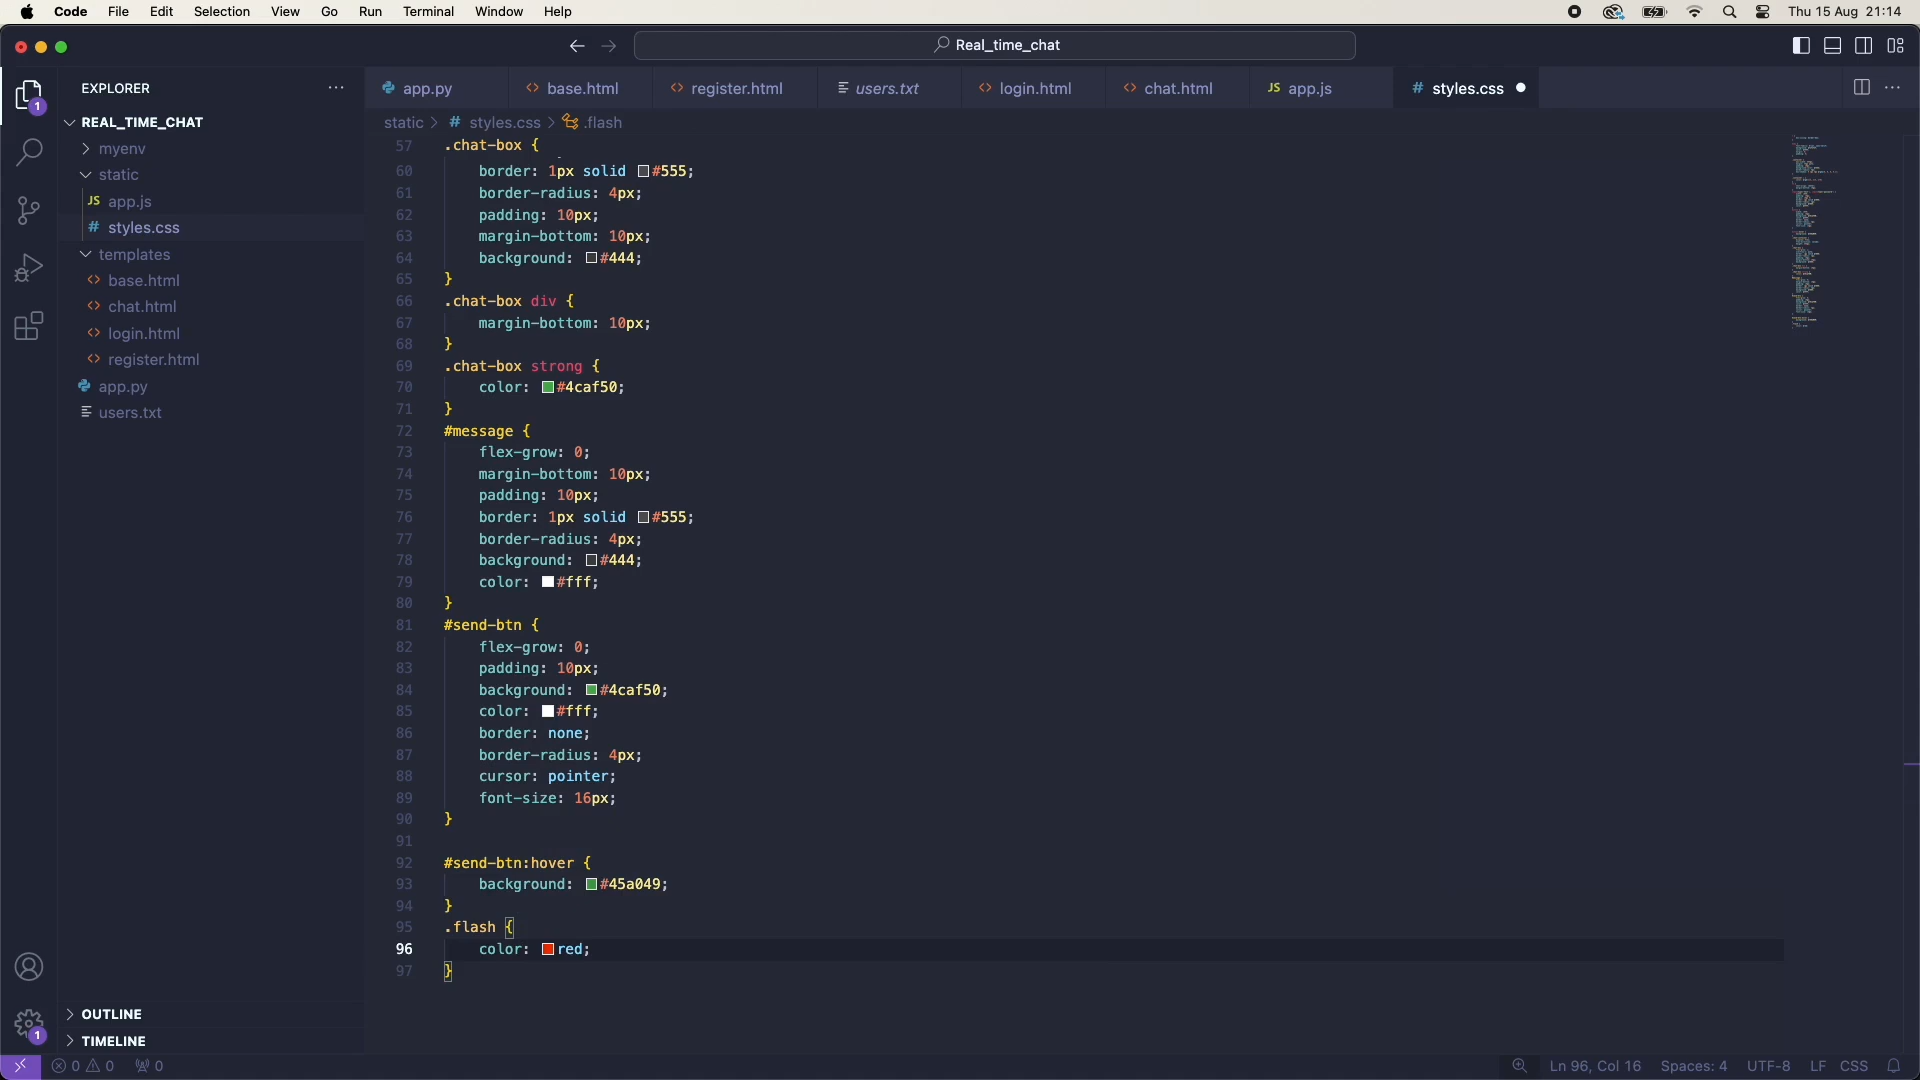 Code File Edit Selection View Go Run Terminal Window Help Thu 15 Aug 21:14
Real_time_chat
EXPLORER
app.py base.html register.html users.txt login.html chat.html JS app.js # styles.css
static > # styles.css > .flash
REAL_TIME_CHAT
myenv
static
JS app.js
# styles.css
templates
base.html
chat.html
login.html
register.html
app.py
users.txt
OUTLINE
TIMELINE
1
1
57 .chat-box {
60 border: 1px solid #555;
61 border-radius: 4px;
62 padding: 10px;
63 margin-bottom: 10px;
64 background: #444;
65 }
66 .chat-box div {
67 margin-bottom: 10px;
68 }
69 .chat-box strong {
70 color: #4caf50;
71 }
72 #message {
73 flex-grow: 0;
74 margin-bottom: 10px;
75 padding: 10px;
76 border: 1px solid #555;
77 border-radius: 4px;
78 background: #444;
79 color: #fff;
80 }
81 #send-btn {
82 flex-grow: 0;
83 padding: 10px;
84 background: #4caf50;
85 color: #fff;
86 border: none;
87 border-radius: 4px;
88 cursor: pointer;
89 font-size: 16px;
90 }
91
92 #send-btn:hover {
93 background: #45a049;
94 }
95 .flash {
96 color: red;
97 }
0 0 0 Ln 96, Col 16 Spaces: 4 UTF-8 LF CSS